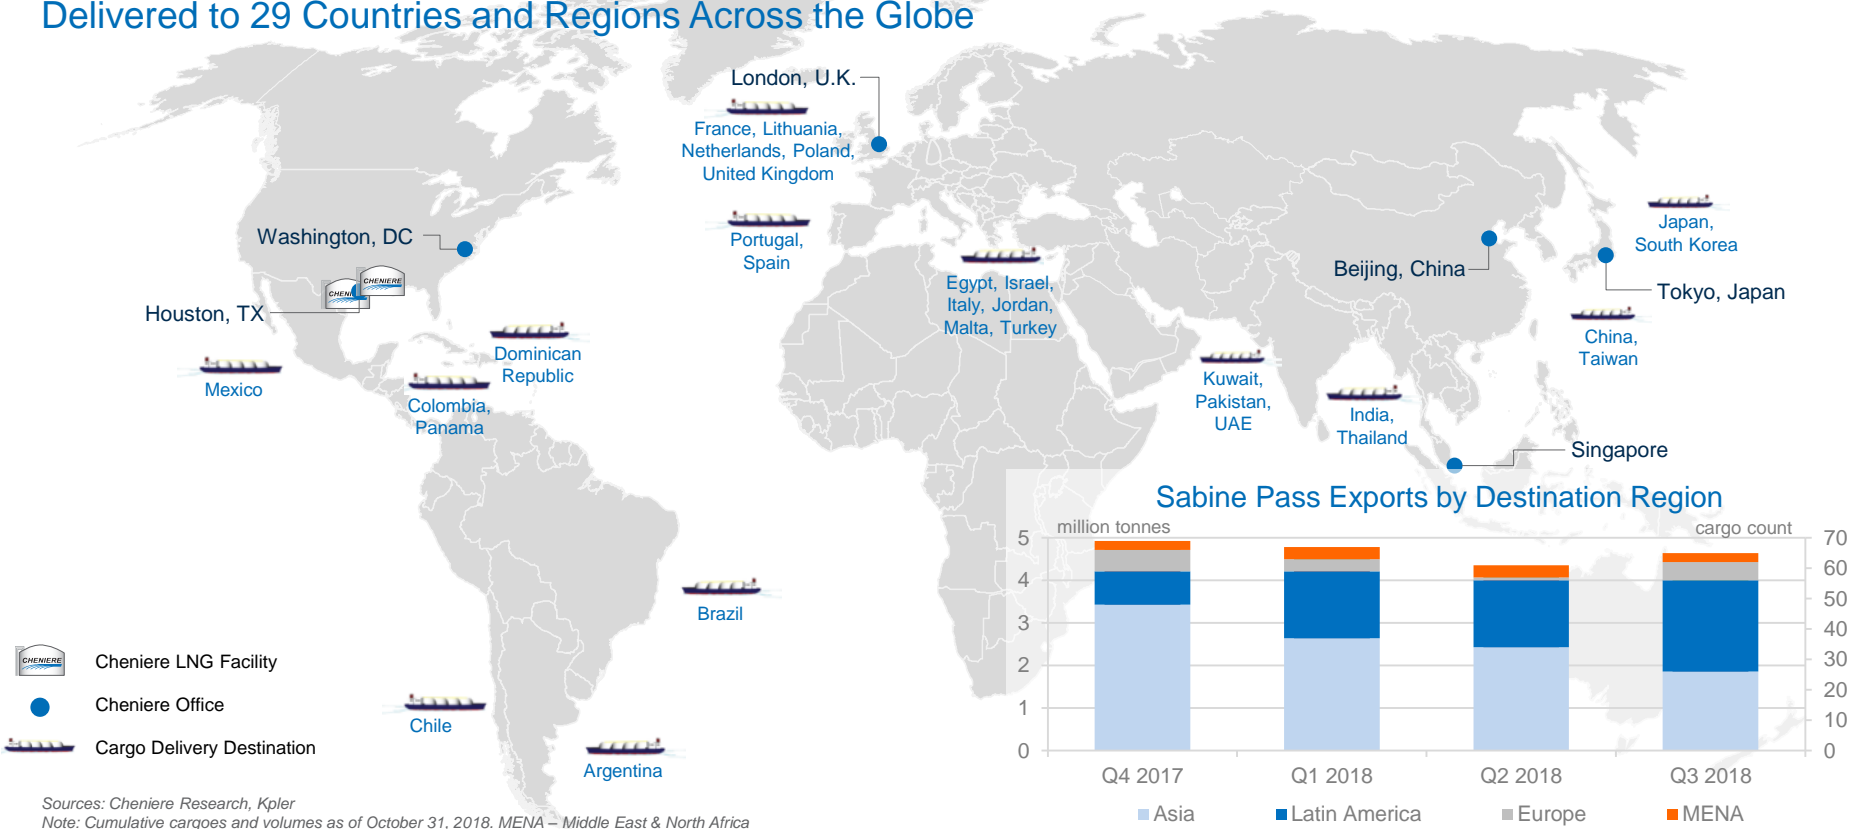 Delivered to 29 Countries and Regions Across the Globe
London, U.K.
France, Lithuania,
Netherlands, Poland,
United Kingdom
Portugal,
Spain
Washington, DC
CHENIERE
CHENI
Houston, TX
Mexico
Dominican
Republic
Colombia,
Panama
Egypt, Israel,
Italy, Jordan,
Malta, Turkey
Japan,
South Korea
Beijing, China
Tokyo, Japan
China,
Taiwan
Kuwait,
Pakistan,
UAE
India,
Thailand
Singapore
Brazil
Chile
Argentina
CHENIERE
Cheniere LNG Facility
Cheniere Office
Cargo Delivery Destination
Sabine Pass Exports by Destination Region
million tonnes
cargo count
5
4
3
2
1
0
70
60
50
40
30
20
10
0
Q4 2017
Q1 2018
Q2 2018
Q3 2018
Asia
Latin America
Europe
MENA
Sources: Cheniere Research, Kpler
Note: Cumulative cargoes and volumes as of October 31, 2018. MENA – Middle East & North Africa